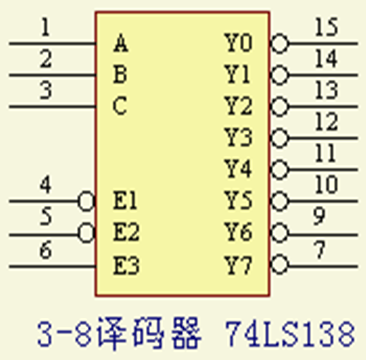 1 A Y0 15
2 B Y1 14
3 C Y2 13
Y3 12
Y4 11
4 E1 Y5 10
5 E2 Y6 9
6 E3 Y7 7
3-8译码器 74LS138